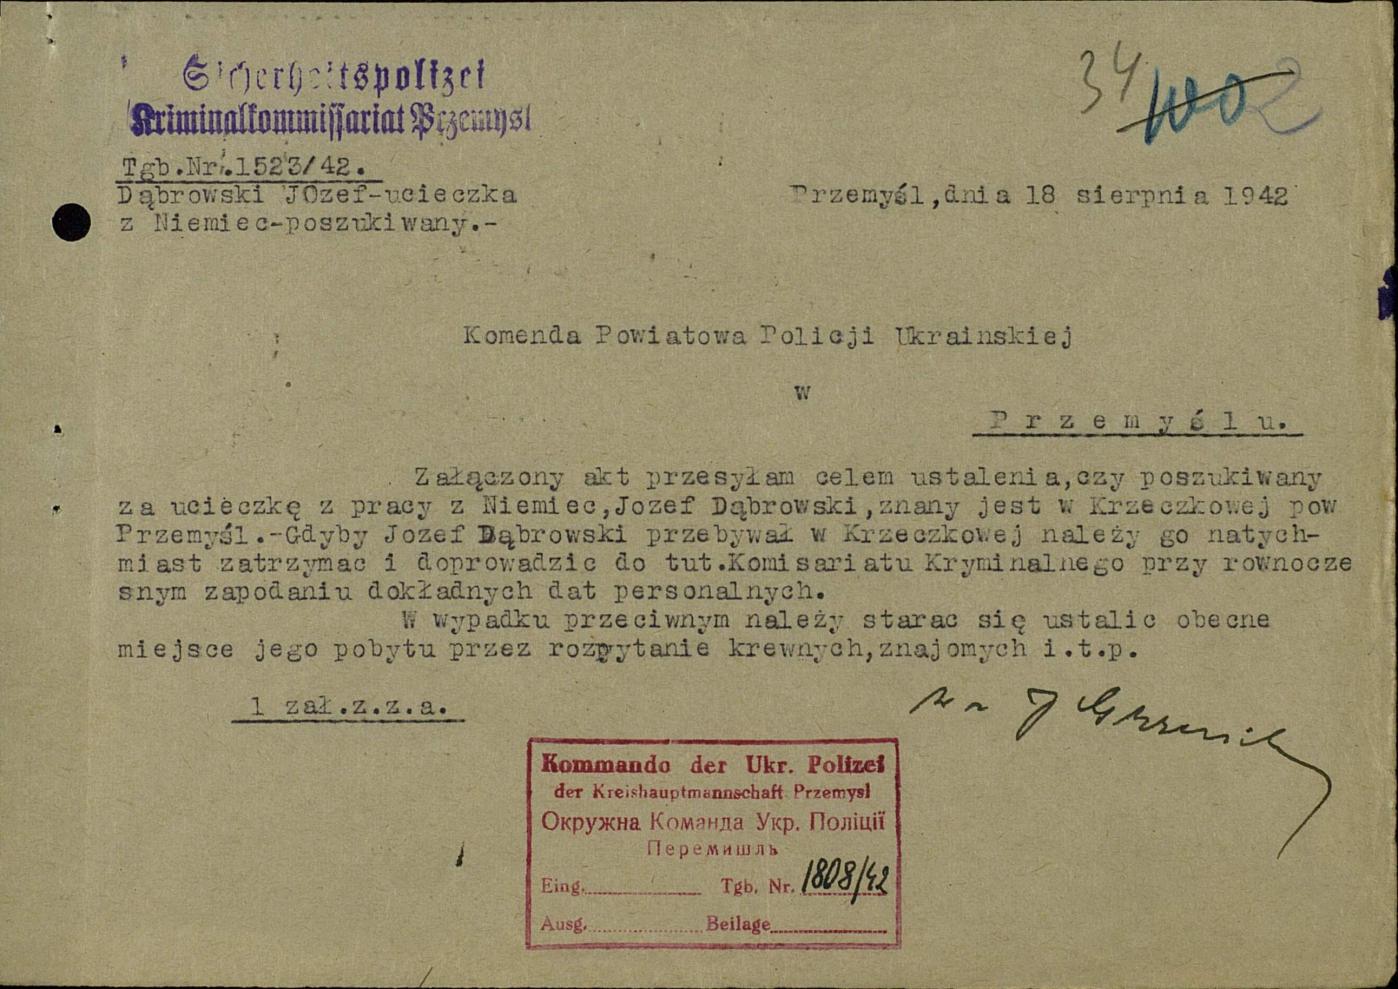 Sicherheitspolizei
Kriminalkommissariat Przemysl
34
1002
Tgb.Nr.1523/42.
Dąbrowski JOzef-ucieczka
z Niemiec-poszukiwany.-
Przemyśl,dnia 18 sierpnia 1942
Komenda Powiatowa Policji Ukrainskiej
w
Przemyślu.
Załączony akt przesyłam celem ustalenia,czy poszukiwany
za ucieczkę z pracy z Niemiec,Jozef Dąbrowski,znany jest w Krzeczkowej pow
Przemyśl.-Gdyby Jozef Dąbrowski przebywał w Krzeczkowej należy go natych-
miast zatrzymac i doprowadzic do tut.Komisariatu Kryminalnego przy rownocze
snym zapodaniu dokładnych dat personalnych.
W wypadku przeciwnym należy starac się ustalic obecne
miejsce jego pobytu przez rozpytanie krewnych,znajomych i.t.p.
1 zał.z.z.a.
Kommando der Ukr. Polizei
der Kreishauptmannschaft Przemysl
Окружна Команда Укр. Поліції
Перемишль
Eing. Tgb. Nr. 1808/42
Ausg. Beilage